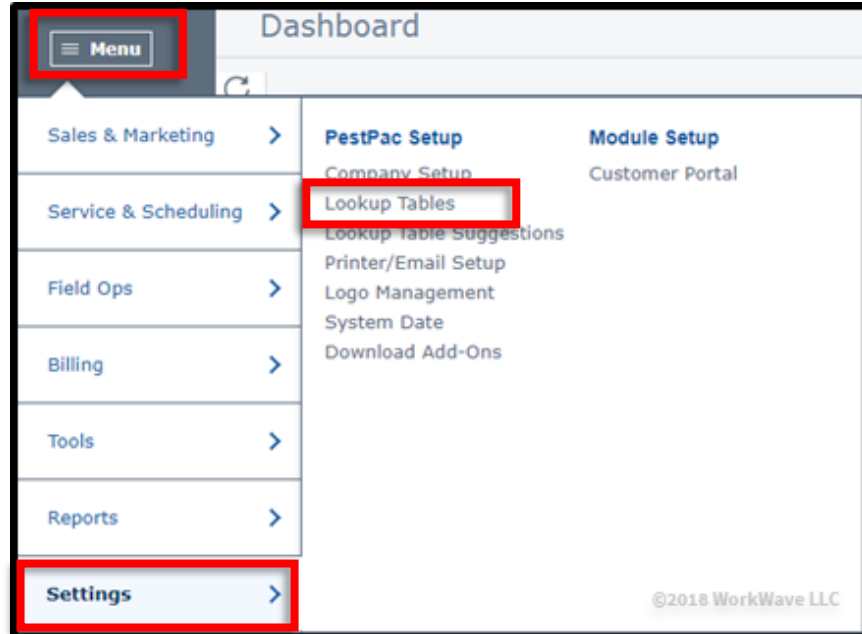 Menu
Dashboard
Sales & Marketing
Service & Scheduling
Field Ops
Billing
Tools
Reports
Settings
PestPac Setup
Company Setup
Lookup Tables
Lookup Table Suggestions
Printer/Email Setup
Logo Management
System Date
Download Add-Ons
Module Setup
Customer Portal
©2018 WorkWave LLC